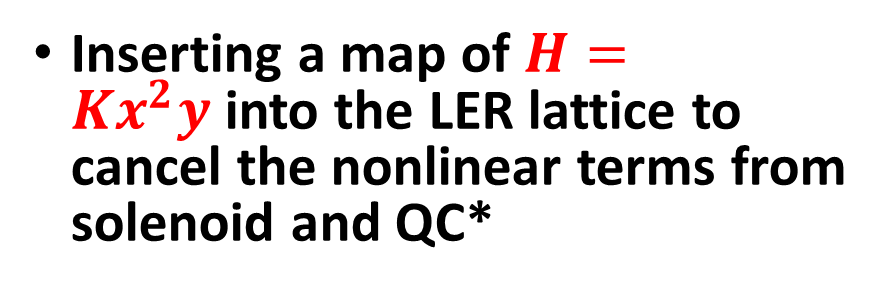 • Inserting a map of H =
Kx²y into the LER lattice to
cancel the nonlinear terms from
solenoid and QC*